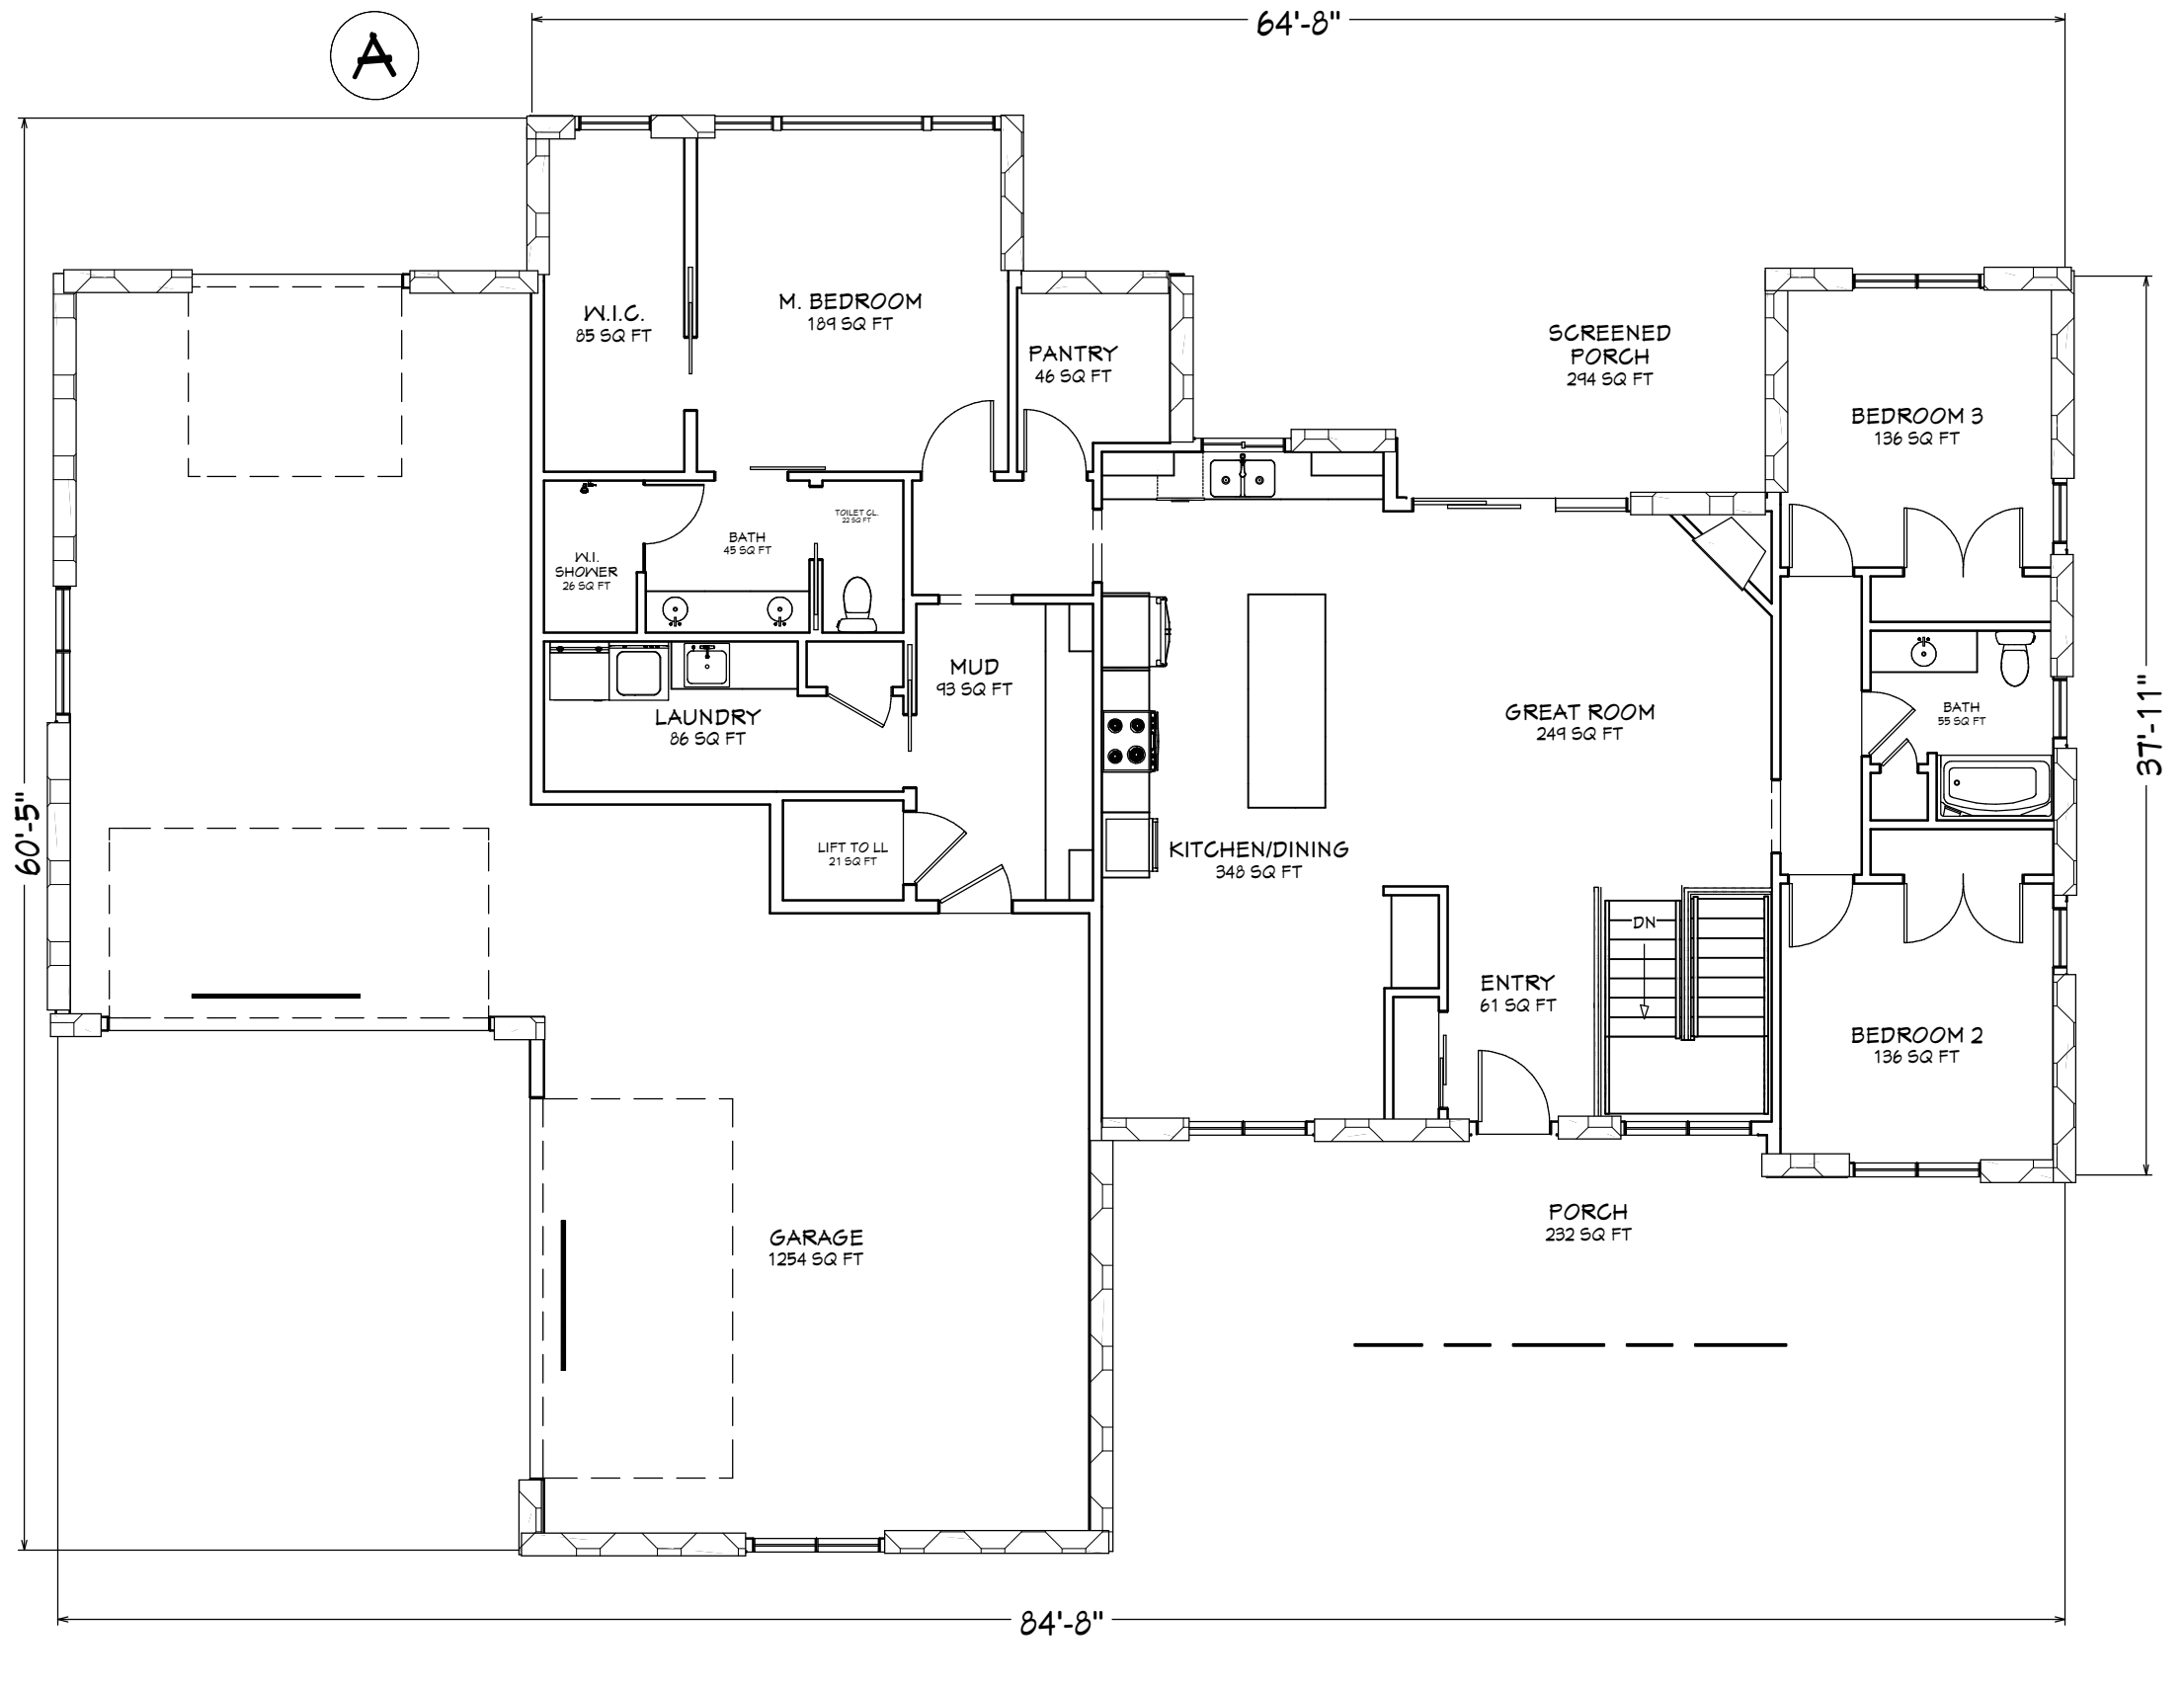 64'-8"
A
W.I.C.
85 SQ FT
M. BEDROOM
189 SQ FT
PANTRY
46 SQ FT
SCREENED
PORCH
294 SQ FT
BEDROOM 3
136 SQ FT
TOILET CL.
22 SQ FT
BATH
45 SQ FT
W.I.
SHOWER
26 SQ FT
MUD
93 SQ FT
LAUNDRY
86 SQ FT
GREAT ROOM
249 SQ FT
BATH
55 SQ FT
37'-11"
60'-5"
LIFT TO LL
21 SQ FT
KITCHEN/DINING
348 SQ FT
DN
ENTRY
61 SQ FT
BEDROOM 2
136 SQ FT
PORCH
232 SQ FT
GARAGE
1254 SQ FT
84'-8"